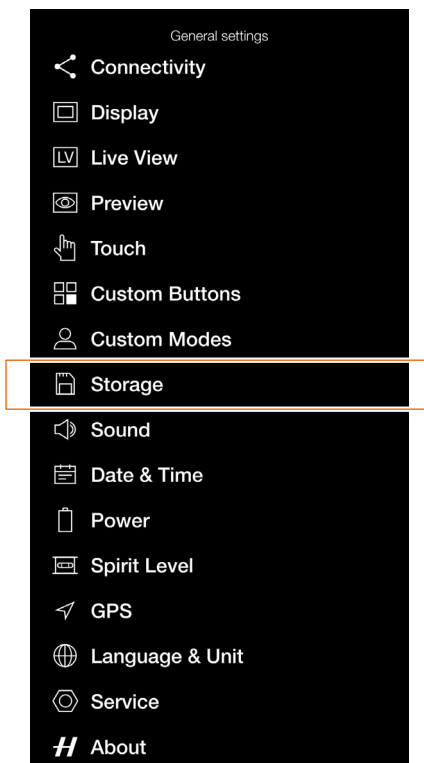 General settings
Connectivity
Display
LV Live View
Preview
Touch
Custom Buttons
Custom Modes
Storage
Sound
Date & Time
Power
Spirit Level
GPS
Language & Unit
Service
H About